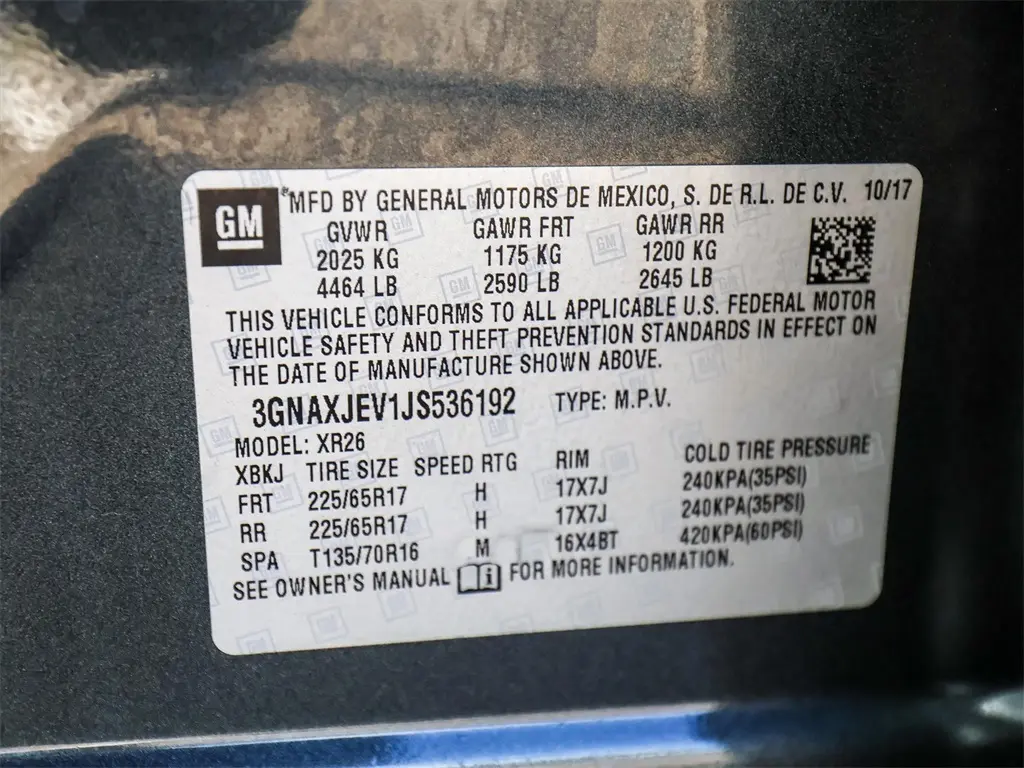 GM
*MFD BY GENERAL MOTORS DE MEXICO, S. DE R.L. DE C.V. 10/17
GVWR GAWR FRT GAWR RR
2025 KG 1175 KG 1200 KG
4464 LB 2590 LB 2645 LB
THIS VEHICLE CONFORMS TO ALL APPLICABLE U.S. FEDERAL MOTOR
VEHICLE SAFETY AND THEFT PREVENTION STANDARDS IN EFFECT ON
THE DATE OF MANUFACTURE SHOWN ABOVE.
3GNAXJEV1JS536192 TYPE: M.P.V.
MODEL: XR26
XBKJ TIRE SIZE SPEED RTG RIM COLD TIRE PRESSURE
FRT 225/65R17 H 17X7J 240KPA(35PSI)
RR 225/65R17 H 17X7J 240KPA(35PSI)
SPA T135/70R16 M 16X4BT 420KPA(60PSI)
SEE OWNER'S MANUAL FOR MORE INFORMATION.